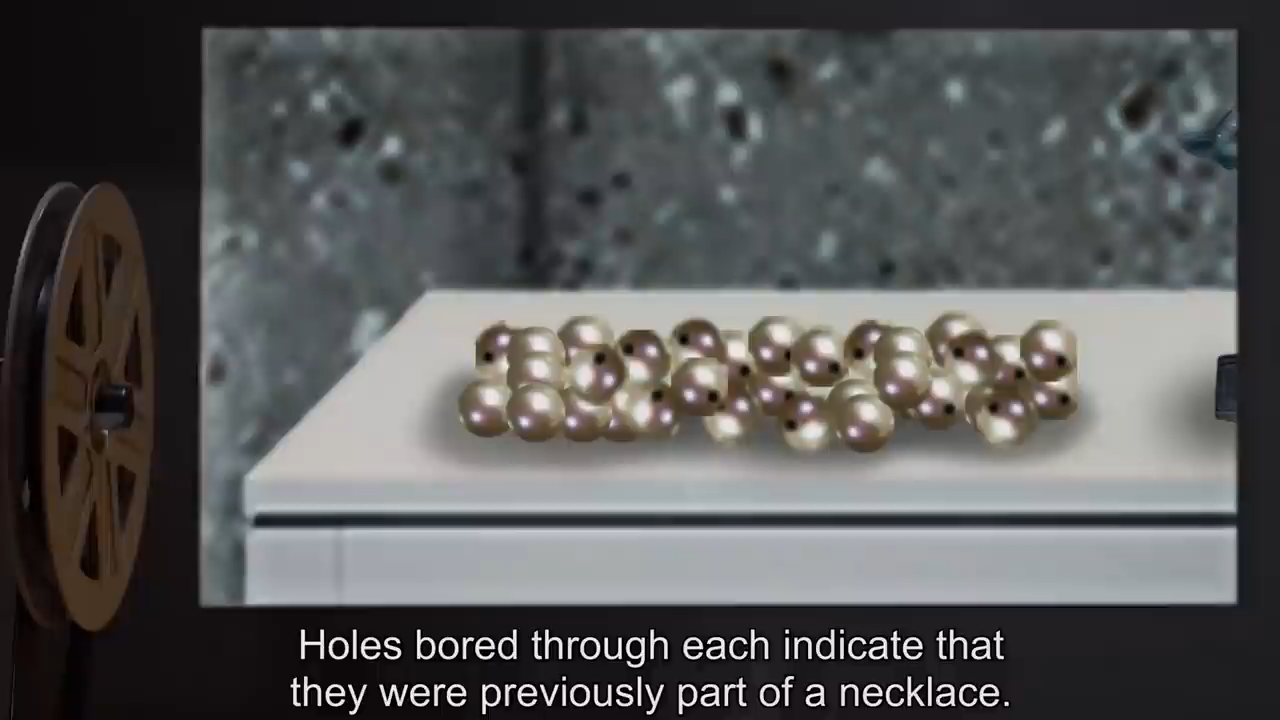 Holes bored through each indicate that
they were previously part of a necklace.